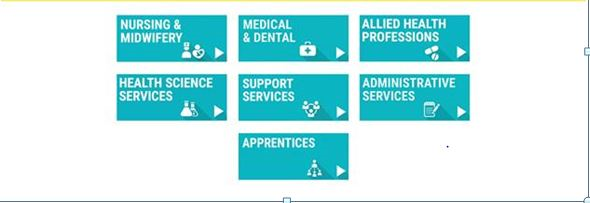 NURSING &
MIDWIFERY
MEDICAL
& DENTAL
ALLIED HEALTH
PROFESSIONS
HEALTH SCIENCE
SERVICES
SUPPORT
SERVICES
ADMINISTRATIVE
SERVICES
APPRENTICES